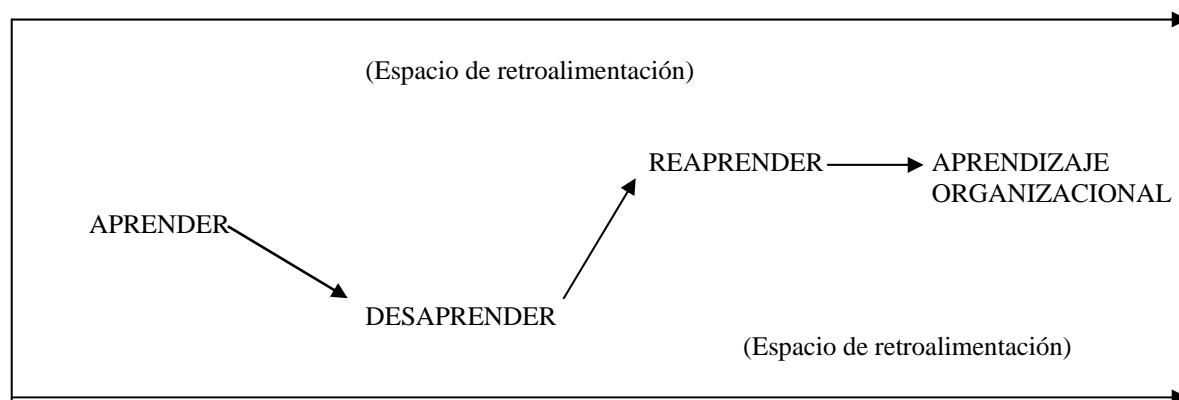 (Espacio de retroalimentación)
REAPRENDER
APRENDIZAJE
ORGANIZACIONAL
APRENDER
DESAPRENDER
(Espacio de retroalimentación)